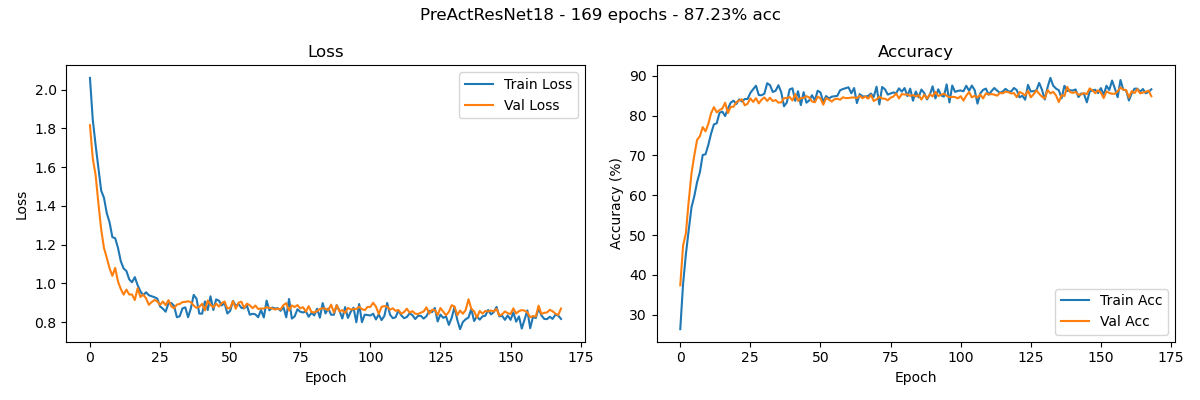 PreActResNet18 - 169 epochs - 87.23% acc
Loss
2.0
1.8
1.6
1.4
1.2
1.0
0.8
Loss
Train Loss
Val Loss
0
25
50
75
100
125
150
175
Epoch
Accuracy
90
80
70
60
50
40
30
Accuracy (%)
Train Acc
Val Acc
0
25
50
75
100
125
150
175
Epoch